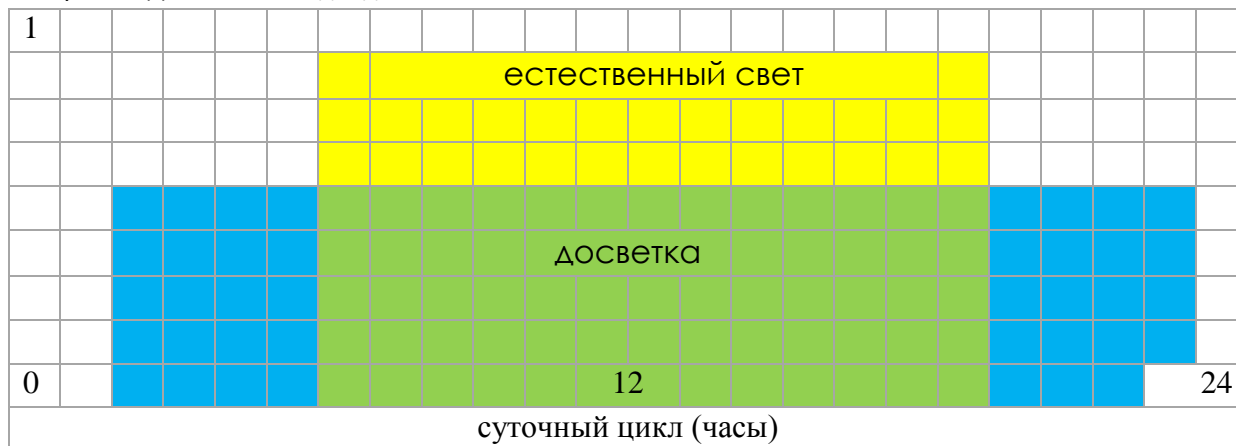 1
естественный свет
досветка
0 12 24
суточный цикл (часы)